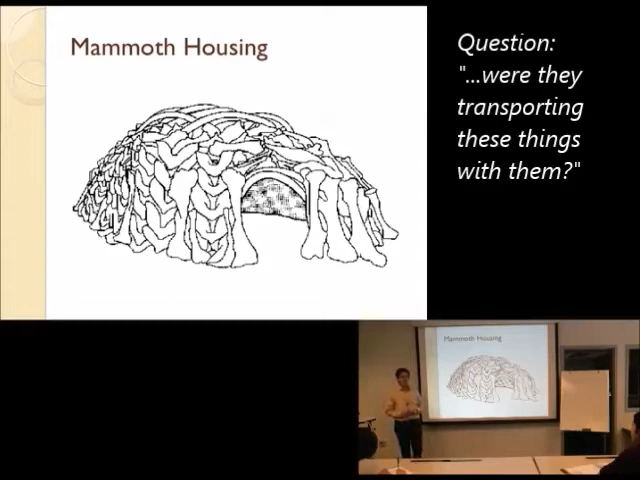 Mammoth Housing
Question:
"...were they
transporting
these things
with them?"
Mammoth Housing